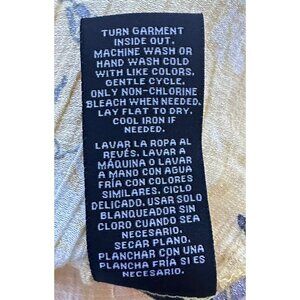 TURN GARMENT
INSIDE OUT.
MACHINE WASH OR
HAND WASH COLD
WITH LIKE COLORS.
GENTLE CYCLE.
ONLY NON-CHLORINE
BLEACH WHEN NEEDED.
LAY FLAT TO DRY.
COOL IRON IF
NEEDED.
LAVAR LA ROPA AL
REVÉS. LAVAR A
MÁQUINA O LAVAR
A MANO CON AGUA
FRÍA CON COLORES
SIMILARES. CICLO
DELICADO. USAR SOLO
BLANQUEADOR SIN
CLORO CUANDO SEA
NECESARIO.
SECAR PLANO.
PLANCHAR CON UNA
PLANCHA FRÍA SI ES
NECESARIO.